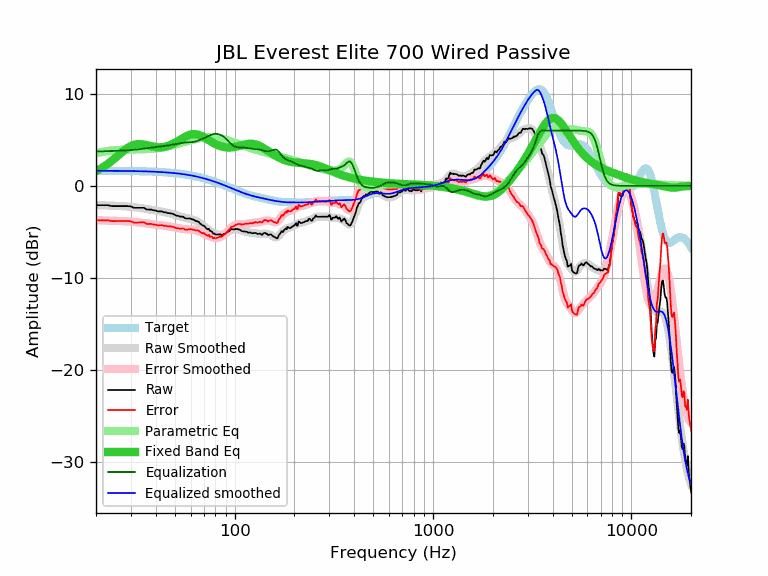 JBL Everest Elite 700 Wired Passive
10
0
−10
−20
−30
Amplitude (dBr)
Target
Raw Smoothed
Error Smoothed
Raw
Error
Parametric Eq
Fixed Band Eq
Equalization
Equalized smoothed
100
1000
10000
Frequency (Hz)